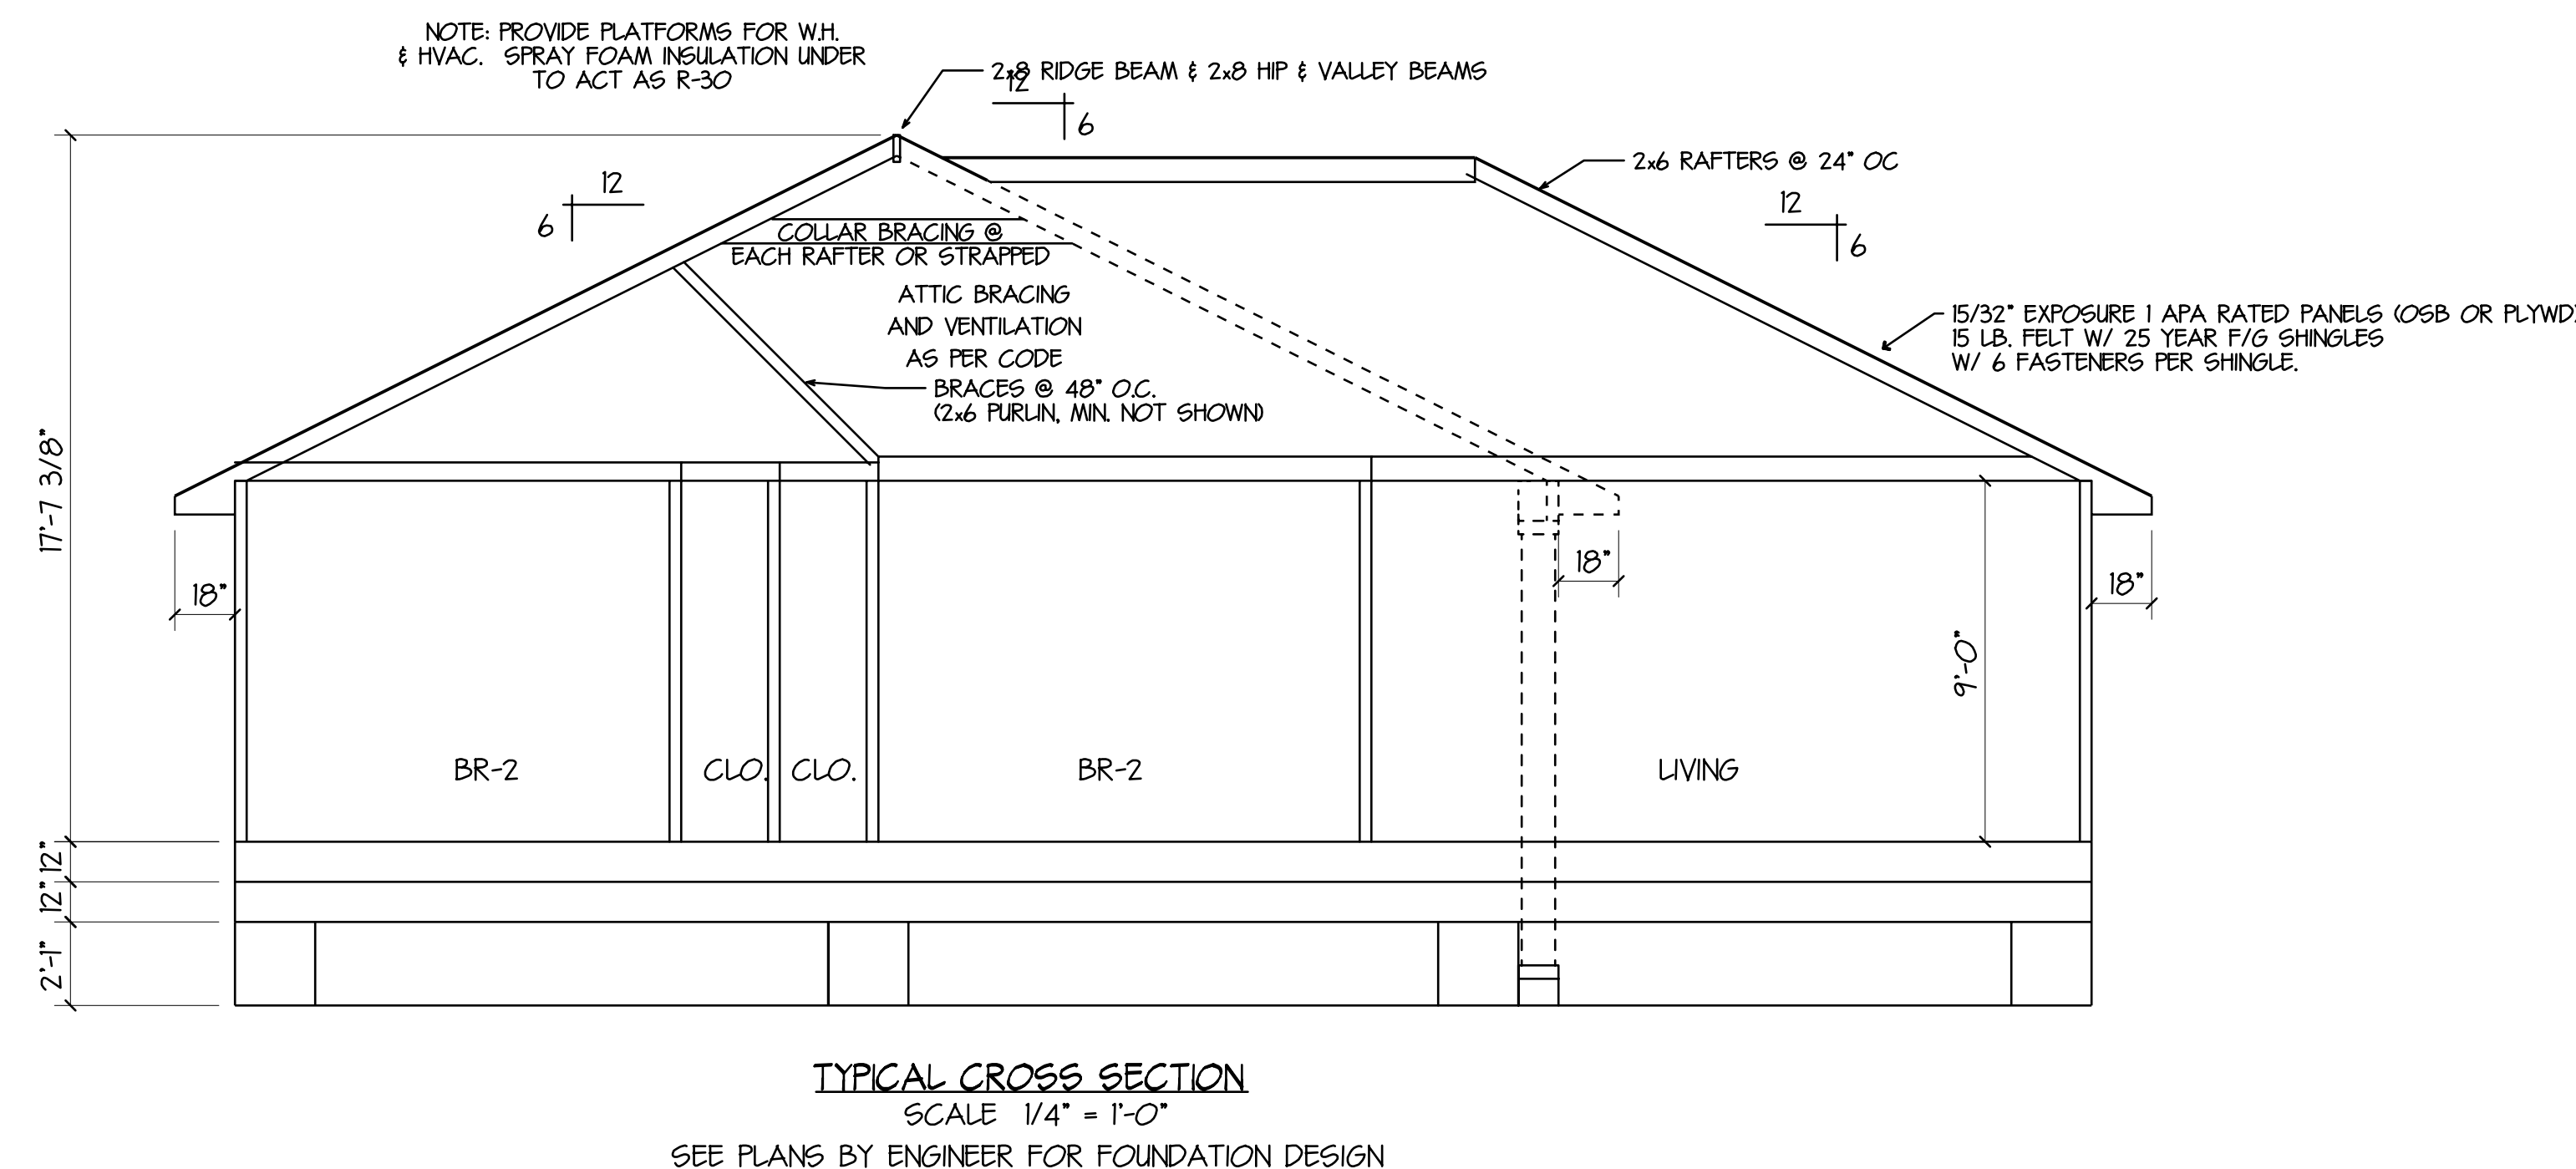 NOTE: PROVIDE PLATFORMS FOR W.H.
& HVAC. SPRAY FOAM INSULATION UNDER
TO ACT AS R-30
2x8 RIDGE BEAM & 2x8 HIP & VALLEY BEAMS
12
6
12
6
2x6 RAFTERS @ 24" OC
12
6
COLLAR BRACING @
EACH RAFTER OR STRAPPED
ATTIC BRACING
AND VENTILATION
AS PER CODE
BRACES @ 48" O.C.
(2x6 PURLIN, MIN. NOT SHOWN)
15/32" EXPOSURE 1 APA RATED PANELS (OSB OR PLYWD)
15 LB. FELT W/ 25 YEAR F/G SHINGLES
W/ 6 FASTENERS PER SHINGLE.
17'-7 3/8"
18"
18"
18"
9'-0"
BR-2
CLO.
CLO.
BR-2
LIVING
12"
12"
2'-1"
TYPICAL CROSS SECTION
SCALE 1/4" = 1'-0"
SEE PLANS BY ENGINEER FOR FOUNDATION DESIGN